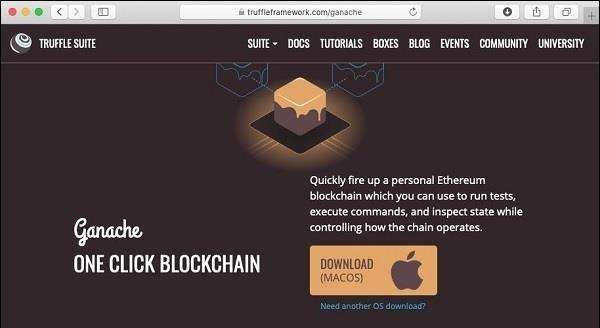 truffleframework.com/ganache
TRUFFLE SUITE
SUITE DOCS TUTORIALS BOXES BLOG EVENTS COMMUNITY UNIVERSITY
Quickly fire up a personal Ethereum
blockchain which you can use to run tests,
execute commands, and inspect state while
controlling how the chain operates.
Ganache
ONE CLICK BLOCKCHAIN
DOWNLOAD
(MACOS)
Need another OS download?